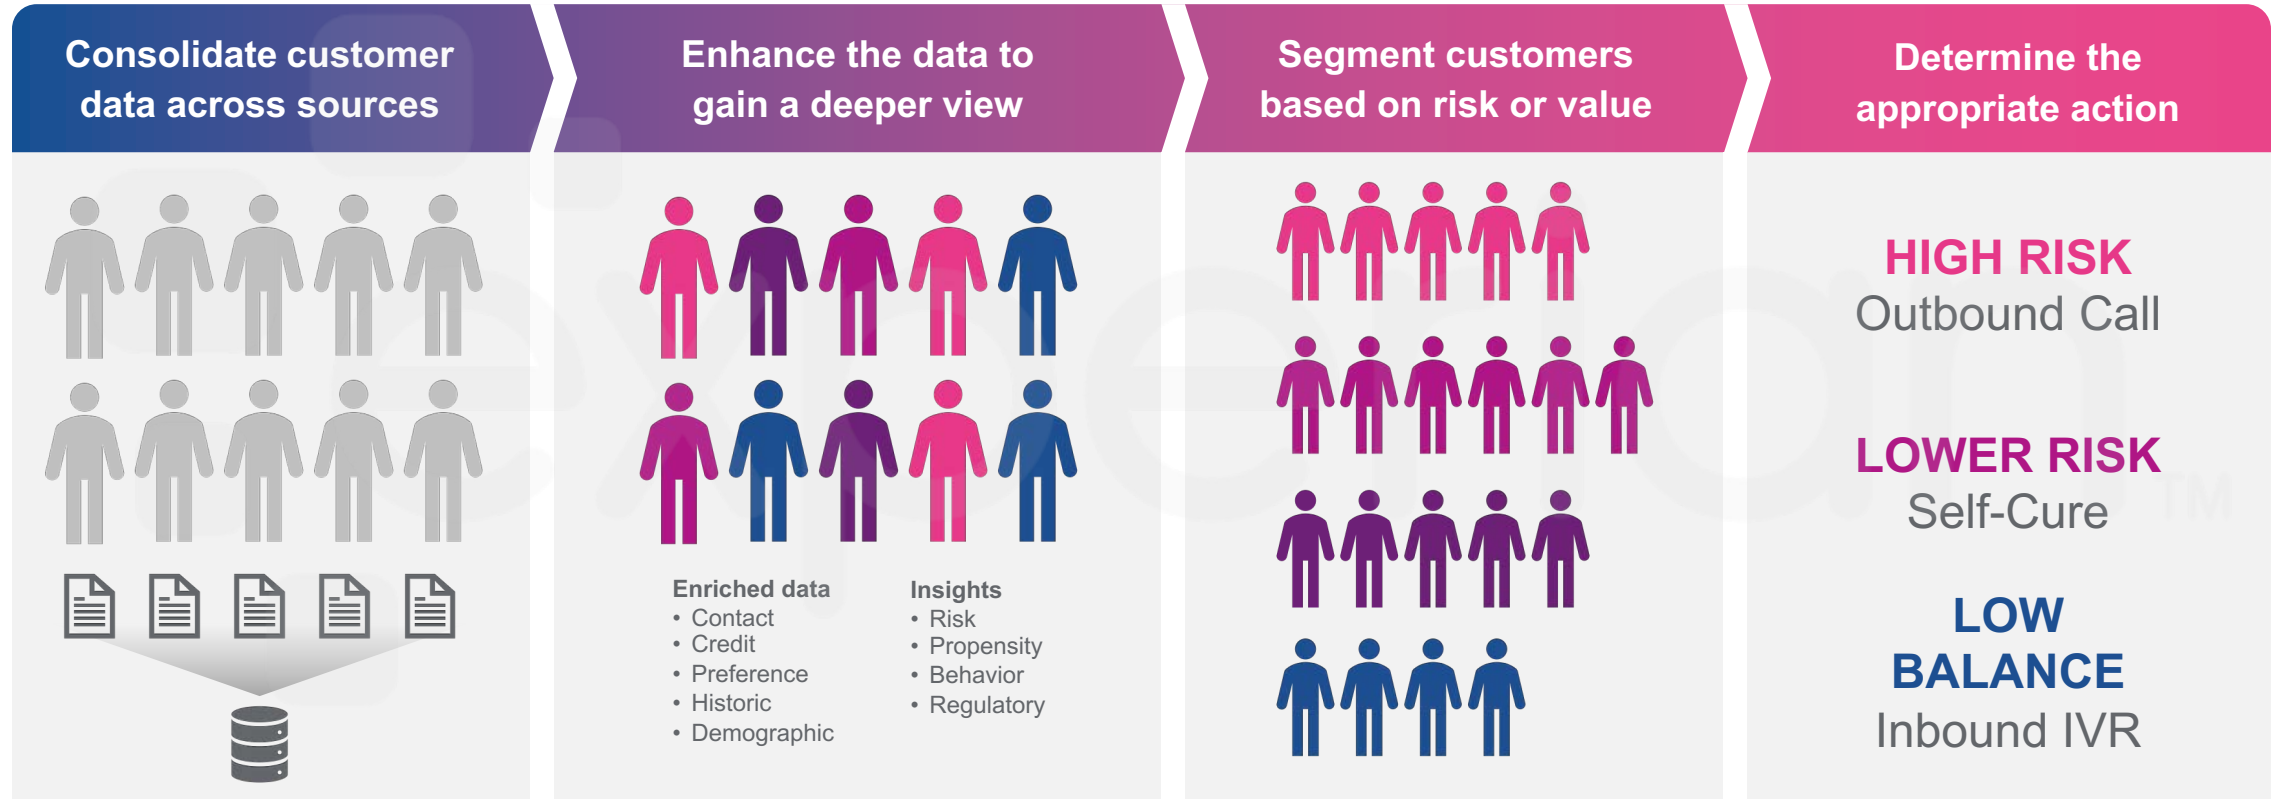 Consolidate customer
data across sources
Enhance the data to
gain a deeper view
Segment customers
based on risk or value
Determine the
appropriate action
Enriched data
• Contact
• Credit
• Preference
• Historic
• Demographic
Insights
• Risk
• Propensity
• Behavior
• Regulatory
HIGH RISK
Outbound Call
LOWER RISK
Self-Cure
LOW
BALANCE
Inbound IVR
experian™